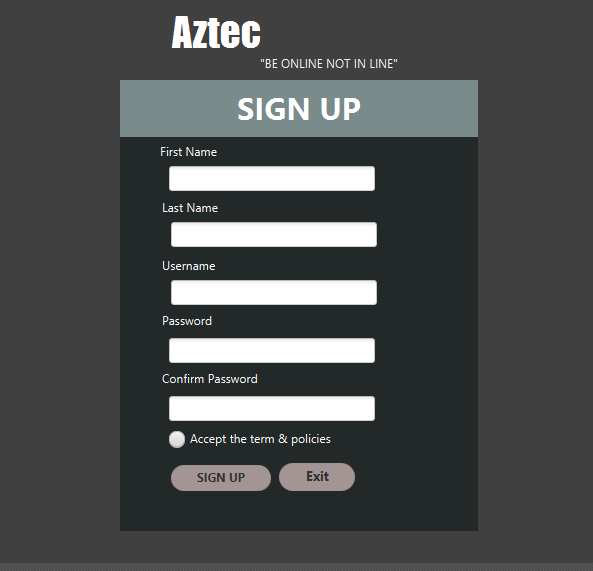 Aztec
"BE ONLINE NOT IN LINE"
SIGN UP
First Name
Last Name
Username
Password
Confirm Password
Accept the term & policies
SIGN UP Exit